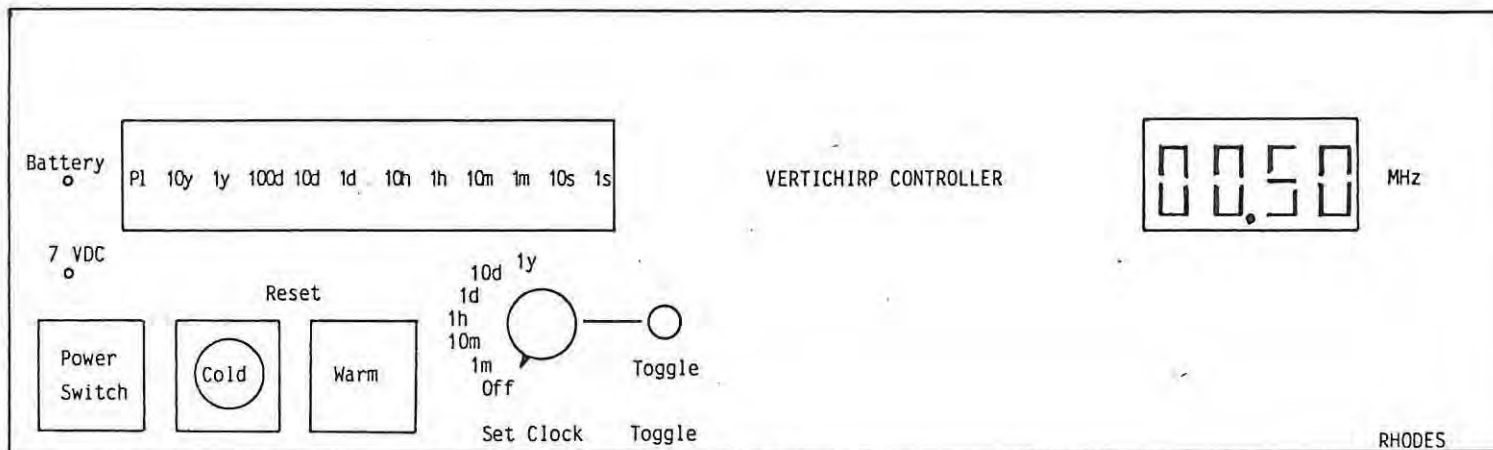 Battery
Pl 10y 1y 100d 10d 1d 10h 1h 10m 1m 10s 1s
VERTICHIRP CONTROLLER
00.50
MHz
7 VDC
Reset
1y
10d
1d
1h
10m
1m
Off
Power
Switch
Cold
Warm
Toggle
Set Clock
Toggle
RHODES